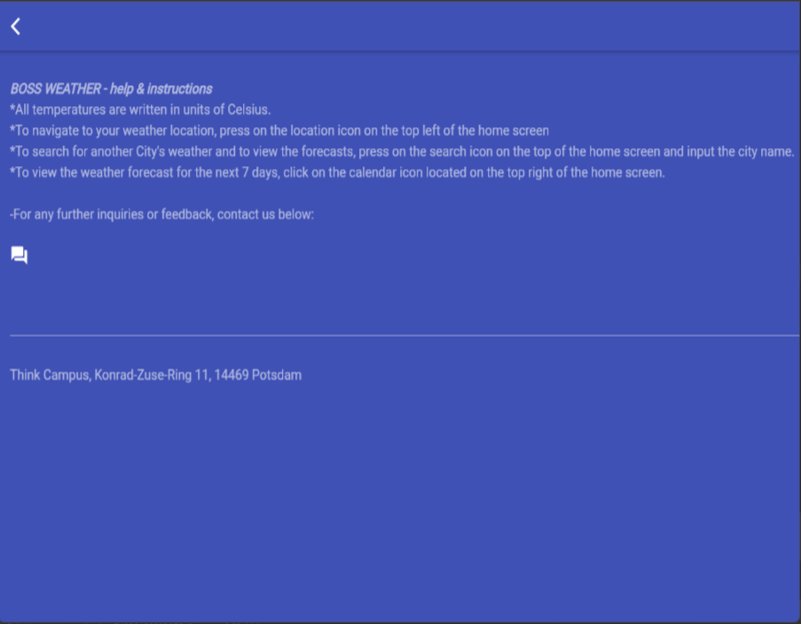 BOSS WEATHER - help & instructions
*All temperatures are written in units of Celsius.
*To navigate to your weather location, press on the location icon on the top left of the home screen
*To search for another City's weather and to view the forecasts, press on the search icon on the top of the home screen and input the city name.
*To view the weather forecast for the next 7 days, click on the calendar icon located on the top right of the home screen.
-For any further inquiries or feedback, contact us below:
Think Campus, Konrad-Zuse-Ring 11, 14469 Potsdam